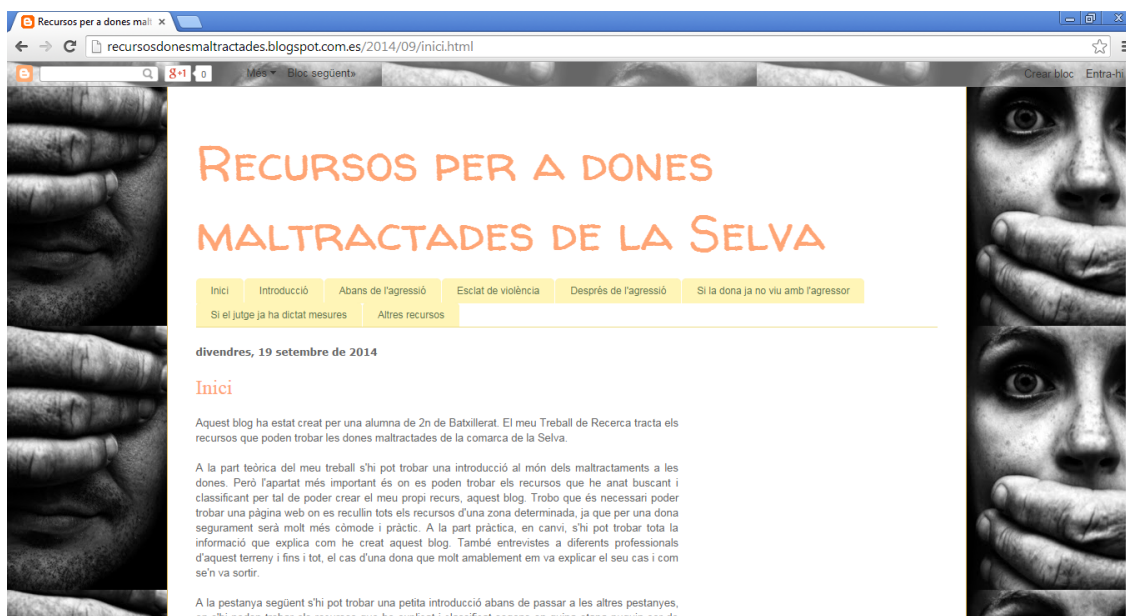 Recursos per a dones malt
recursosdonesmaltractades.blogspot.com.es/2014/09/inici.html
g+1 0 Més Bloc següent» Crear bloc Entra-hi
Recursos per a dones
maltractades de la Selva
Inici Introducció Abans de l'agressió Esclat de violència Desprès de l'agressió Si la dona ja no viu amb l'agressor
Si el jutge ja ha dictat mesures Altres recursos
divendres, 19 setembre de 2014
Inici
Aquest blog ha estat creat per una alumna de 2n de Batxillerat. El meu Treball de Recerca tracta els
recursos que poden trobar les dones maltractades de la comarca de la Selva.
A la part teòrica del meu treball s'hi pot trobar una introducció al món dels maltractaments a les
dones. Però l'apartat més important és on es poden trobar els recursos que he anat buscant i
classificant per tal de poder crear el meu propi recurs, aquest blog. Trobo que és necessari poder
trobar una pàgina web on es recullin tots els recursos d'una zona determinada, ja que per una dona
segurament serà molt més còmode i pràctic. A la part pràctica, en canvi, s'hi pot trobar tota la
informació que explica com he creat aquest blog. També entrevistes a diferents professionals
d'aquest terreny i fins i tot, el cas d'una dona que molt amablement em va explicar el seu cas i com
se'n va sortir.
A la pestanya següent s'hi pot trobar una petita introducció abans de passar a les altres pestanyes,